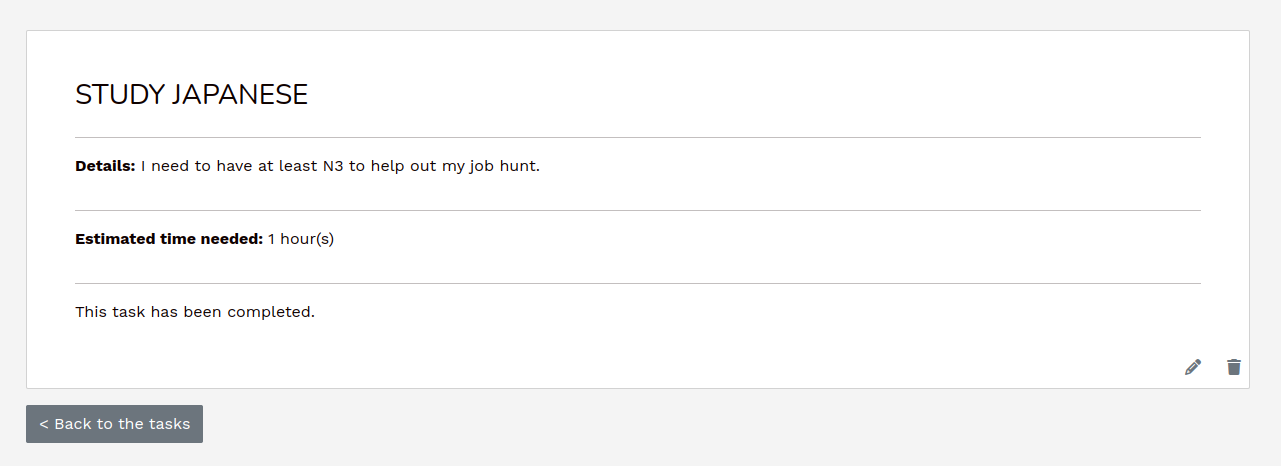 STUDY JAPANESE
Details: I need to have at least N3 to help out my job hunt.
Estimated time needed: 1 hour(s)
This task has been completed.
< Back to the tasks